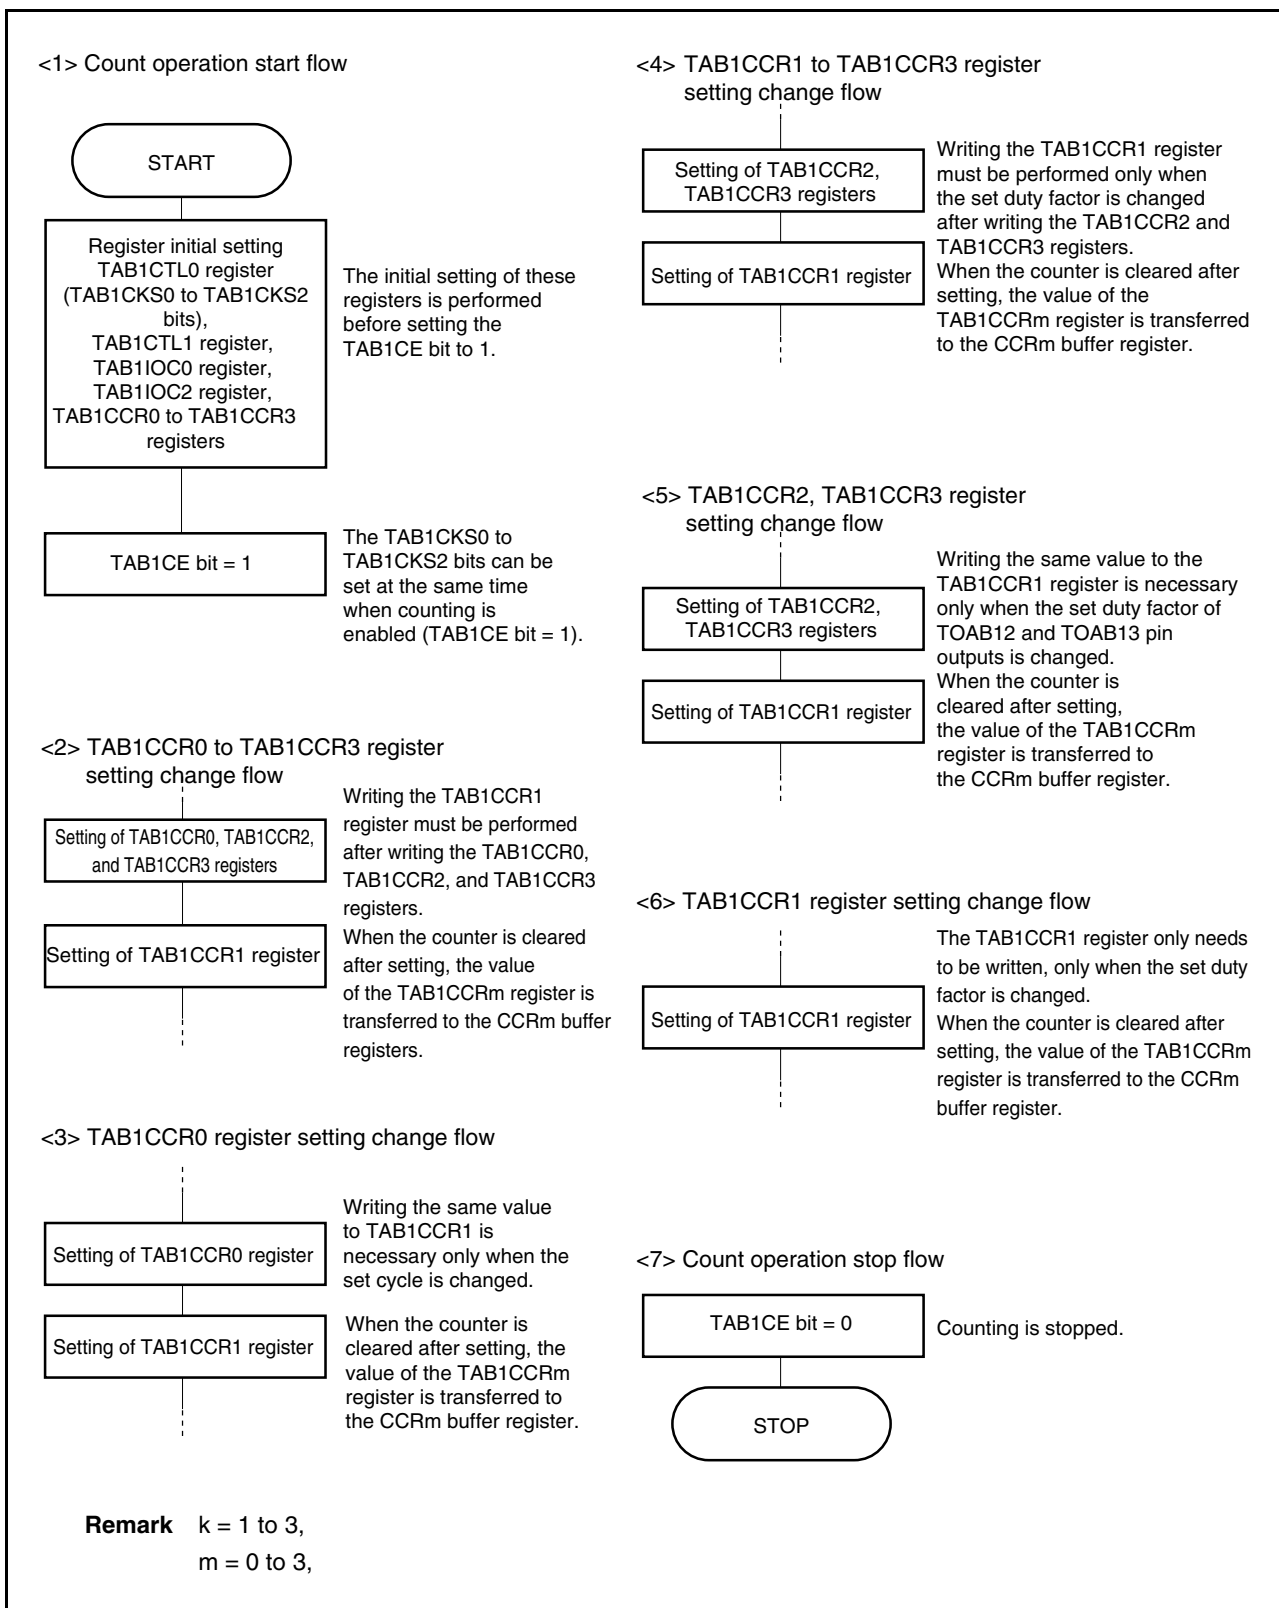 <1> Count operation start flow
START
Register initial setting
TAB1CTL0 register
(TAB1CKS0 to TAB1CKS2
bits),
TAB1CTL1 register,
TAB1IOC0 register,
TAB1IOC2 register,
TAB1CCR0 to TAB1CCR3
registers
The initial setting of these
registers is performed
before setting the
TAB1CE bit to 1.
TAB1CE bit = 1
The TAB1CKS0 to
TAB1CKS2 bits can be
set at the same time
when counting is
enabled (TAB1CE bit = 1).
<2> TAB1CCR0 to TAB1CCR3 register
setting change flow
Setting of TAB1CCR0, TAB1CCR2,
and TAB1CCR3 registers
Setting of TAB1CCR1 register
Writing the TAB1CCR1
register must be performed
after writing the TAB1CCR0,
TAB1CCR2, and TAB1CCR3
registers.
When the counter is cleared
after setting, the value
of the TAB1CCRm register is
transferred to the CCRm buffer
registers.
<3> TAB1CCR0 register setting change flow
Setting of TAB1CCR0 register
Writing the same value
to TAB1CCR1 is
necessary only when the
set cycle is changed.
Setting of TAB1CCR1 register
When the counter is
cleared after setting, the
value of the TAB1CCRm
register is transferred to
the CCRm buffer register.
Remark k = 1 to 3,
m = 0 to 3,
<4> TAB1CCR1 to TAB1CCR3 register
setting change flow
Setting of TAB1CCR2,
TAB1CCR3 registers
Setting of TAB1CCR1 register
Writing the TAB1CCR1 register
must be performed only when
the set duty factor is changed
after writing the TAB1CCR2 and
TAB1CCR3 registers.
When the counter is cleared after
setting, the value of the
TAB1CCRm register is transferred
to the CCRm buffer register.
<5> TAB1CCR2, TAB1CCR3 register
setting change flow
Setting of TAB1CCR2,
TAB1CCR3 registers
Setting of TAB1CCR1 register
Writing the same value to the
TAB1CCR1 register is necessary
only when the set duty factor of
TOAB12 and TOAB13 pin
outputs is changed.
When the counter is
cleared after setting,
the value of the TAB1CCRm
register is transferred to
the CCRm buffer register.
<6> TAB1CCR1 register setting change flow
Setting of TAB1CCR1 register
The TAB1CCR1 register only needs
to be written, only when the set duty
factor is changed.
When the counter is cleared after
setting, the value of the TAB1CCRm
register is transferred to the CCRm
buffer register.
<7> Count operation stop flow
TAB1CE bit = 0
Counting is stopped.
STOP